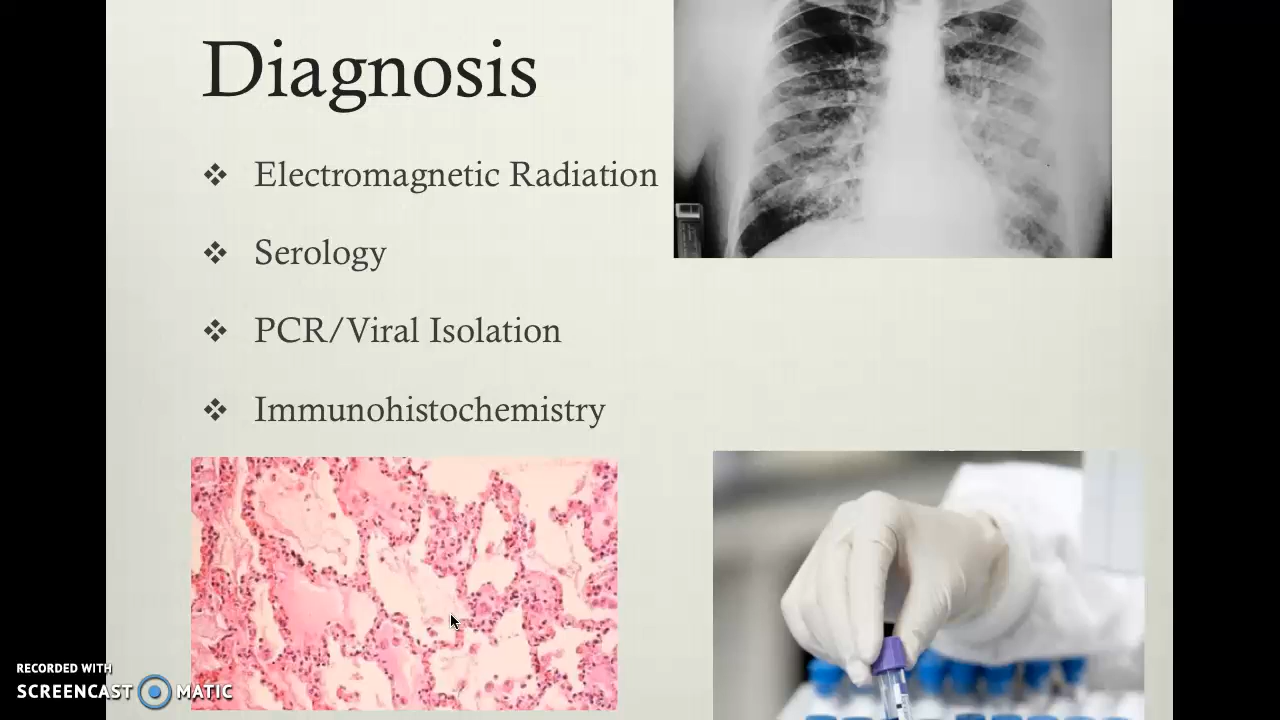 Diagnosis
Electromagnetic Radiation
Serology
PCR/Viral Isolation
Immunohistochemistry
RECORDED WITH
SCREENCAST MATIC